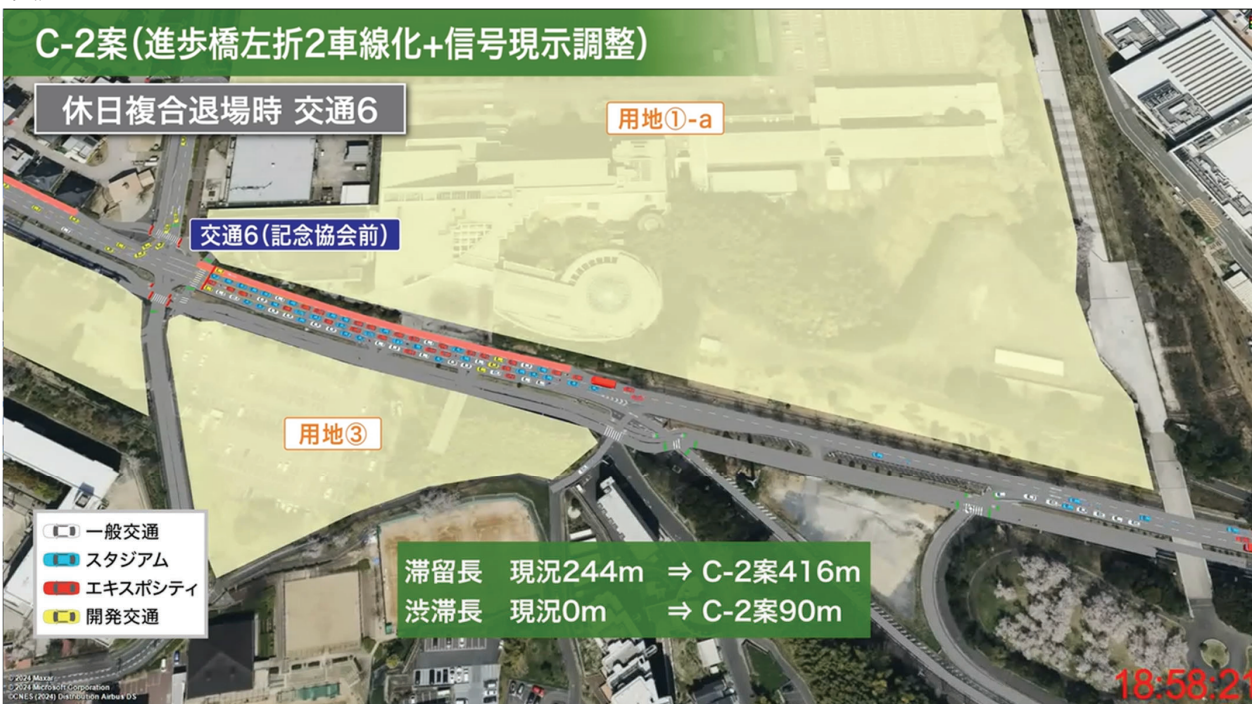 C-2案(進歩橋左折2車線化+信号現示調整)
休日複合退場時 交通6
用地①-a
交通6(記念協会前)
用地③
一般交通
スタジアム
エキスポシティ
開発交通
滞留長 現況244m ⇒ C-2案416m
渋滞長 現況0m ⇒ C-2案90m
© 2024 Maxar
© 2024 Microsoft Corporation
©CNES (2024) Distribution Airbus DS
18:58:21